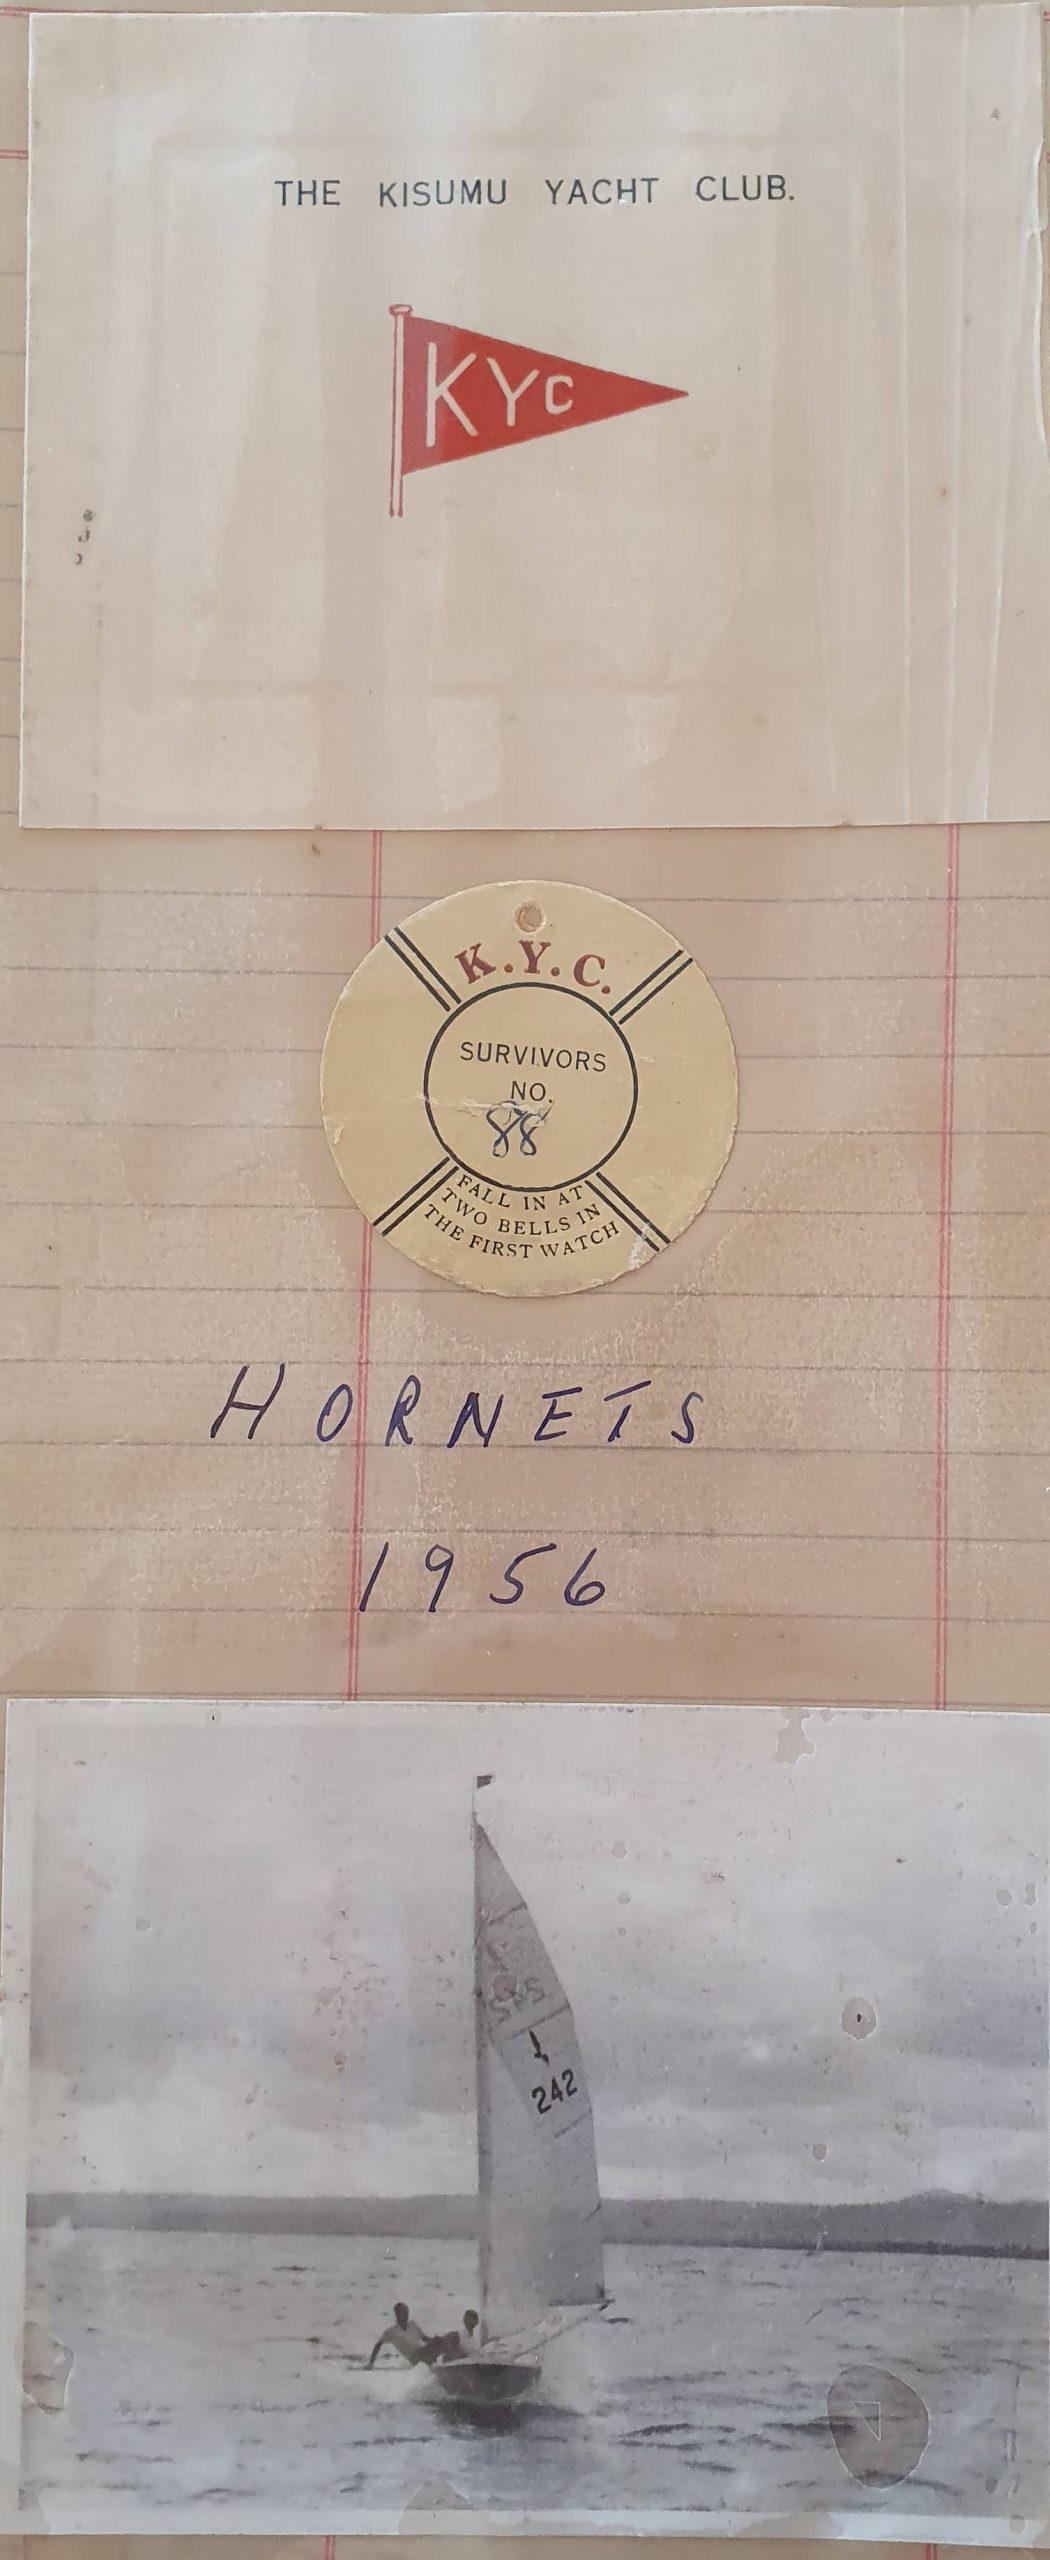 THE KISUMU YACHT CLUB.
KYC
K.Y.C.
SURVIVORS
NO.
88
FALL IN AT
TWO BELLS IN
THE FIRST WATCH
HORNETS
1956
242